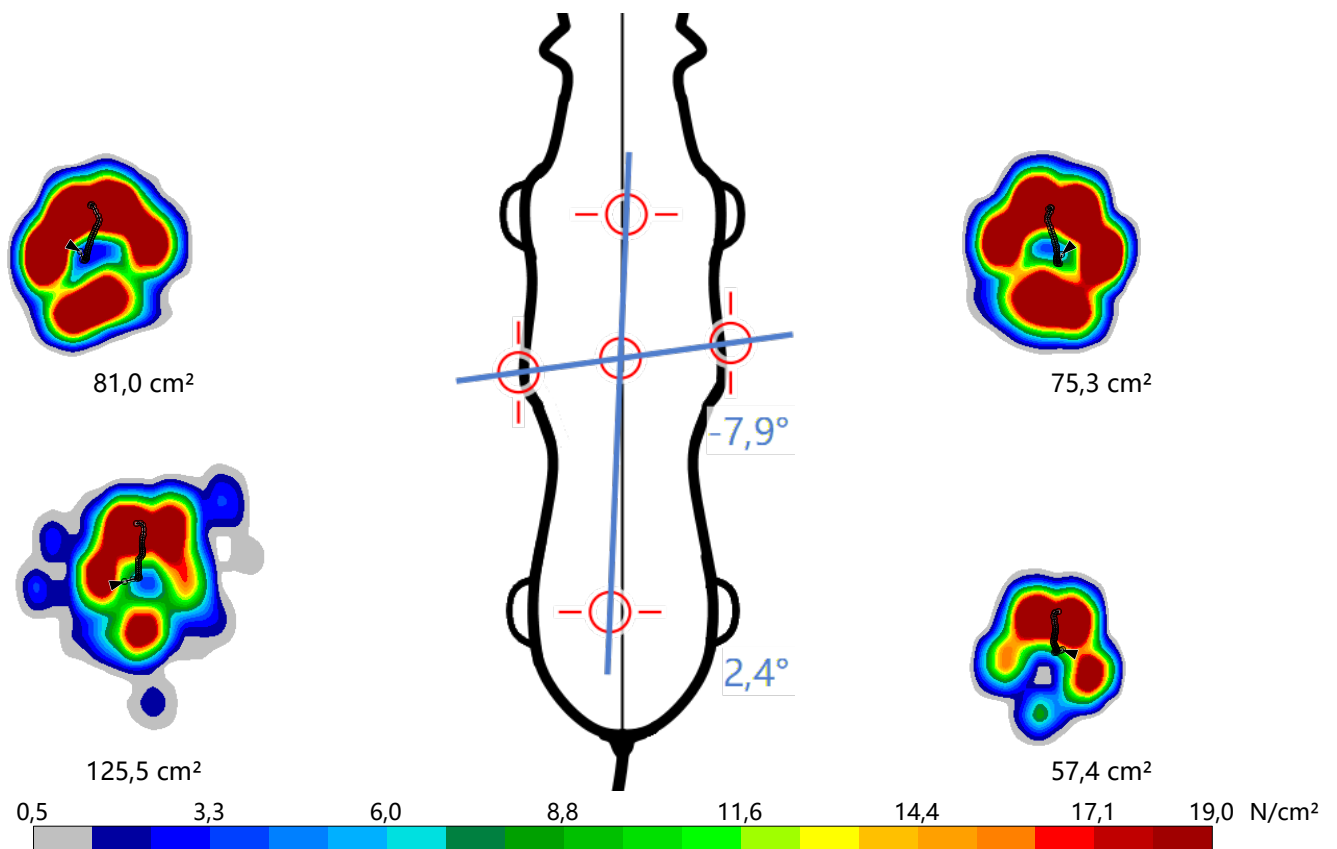 81,0 cm²
75,3 cm²
-7,9°
2,4°
125,5 cm²
57,4 cm²
0,5 3,3 6,0 8,8 11,6 14,4 17,1 19,0 N/cm²